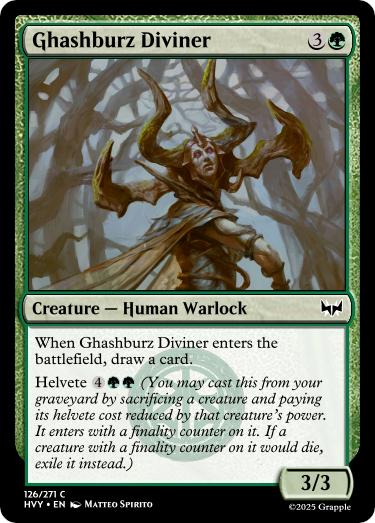 Ghashburz Diviner 3
Creature — Human Warlock
When Ghashburz Diviner enters the
battlefield, draw a card.
Helvete 4 (You may cast this from your
graveyard by sacrificing a creature and paying
its helvete cost reduced by that creature's power.
It enters with a finality counter on it. If a
creature with a finality counter on it would die,
exile it instead.)
3/3
126/271 C
HVY • EN Matteo Spirito
©2025 Grapple